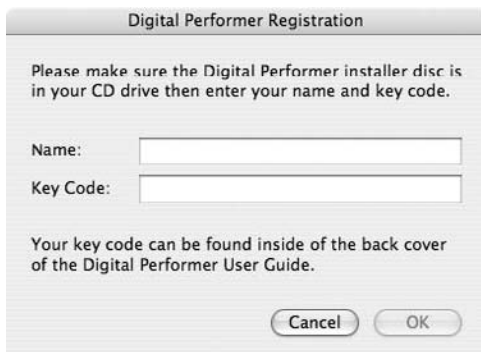 Digital Performer Registration
Please make sure the Digital Performer installer disc is
in your CD drive then enter your name and key code.
Name:
Key Code:
Your key code can be found inside of the back cover
of the Digital Performer User Guide.
Cancel OK